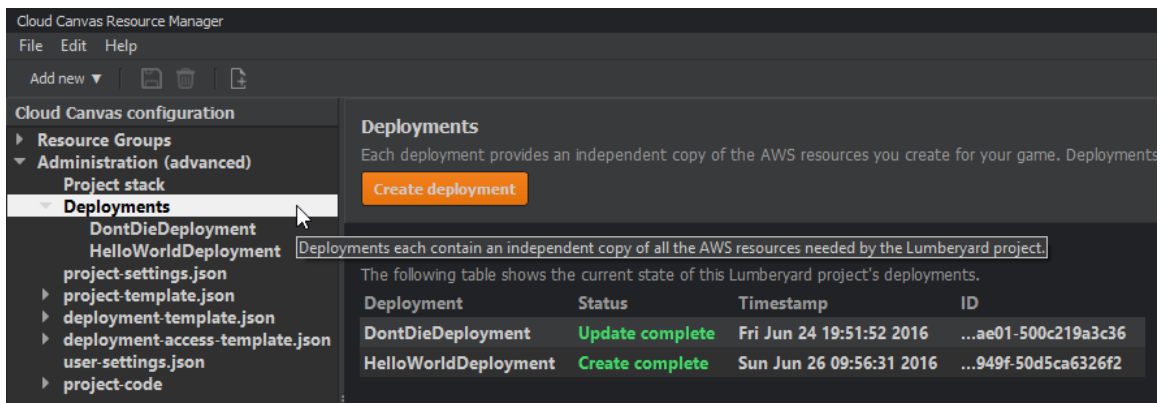 Cloud Canvas Resource Manager
File Edit Help
Add new ▼
Cloud Canvas configuration
Resource Groups
Administration (advanced)
Project stack
Deployments
DontDieDeployment
HelloWorldDeployment
project-settings.json
project-template.json
deployment-template.json
deployment-access-template.json
user-settings.json
project-code
Deployments
Each deployment provides an independent copy of the AWS resources you create for your game. Deployments
Create deployment
Deployments each contain an independent copy of all the AWS resources needed by the Lumberyard project.
The following table shows the current state of this Lumberyard project's deployments.
Deployment Status Timestamp ID
DontDieDeployment Update complete Fri Jun 24 19:51:52 2016 ...ae01-500c219a3c36
HelloWorldDeployment Create complete Sun Jun 26 09:56:31 2016 ...949f-50d5ca6326f2